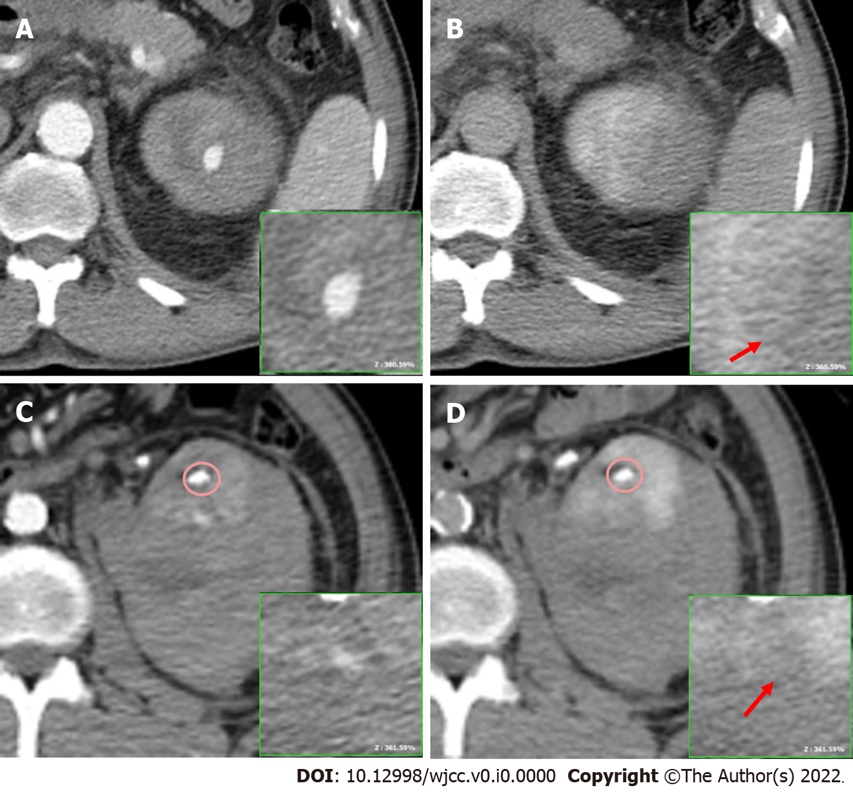 A
B
Z: 360.59%
Z: 360.59%
C
D
Z: 361.59%
Z: 361.59%
DOI: 10.12998/wjcc.v0.i0.0000 Copyright ©The Author(s) 2022.